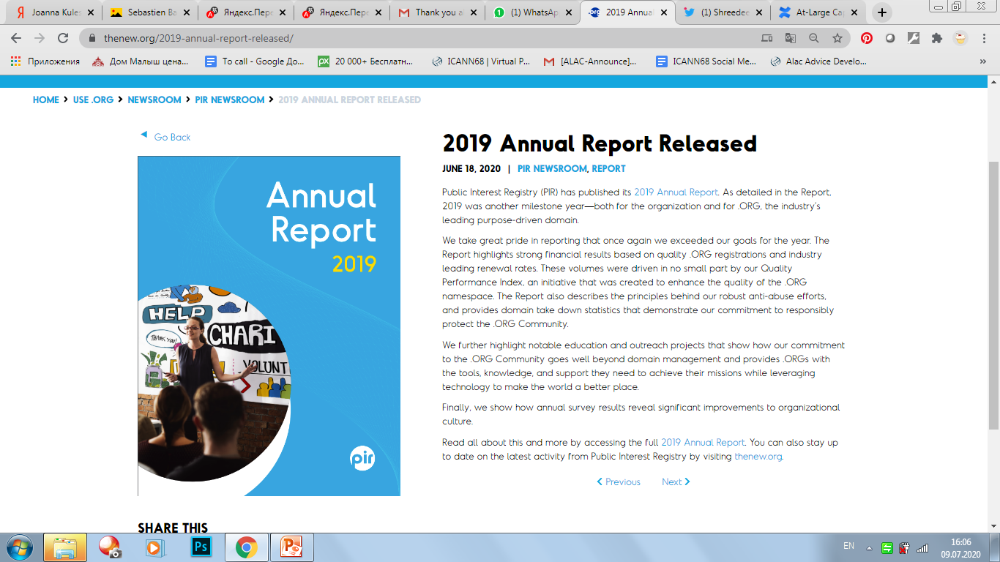 Joanna Kules
Sebastien Ba
Яндекс.Пере
Яндекс.Пере
Thank you a
(1) WhatsAp
2019 Annual
(1) Shreedee
At-Large Cap
thenew.org/2019-annual-report-released/
Приложения
Дом Малыш цена...
To call - Google До...
20 000+ Бесплатн...
ICANN68 | Virtual P...
[ALAC-Announce]...
ICANN68 Social Me...
Alac Advice Develo...
HOME > USE .ORG > NEWSROOM > PIR NEWSROOM > 2019 ANNUAL REPORT RELEASED
Go Back
Annual
Report
2019
HELP
THANK YOU!
CHARI
VOLUNT
pir
SHARE THIS
2019 Annual Report Released
JUNE 18, 2020 | PIR NEWSROOM, REPORT
Public Interest Registry (PIR) has published its 2019 Annual Report. As detailed in the Report,
2019 was another milestone year—both for the organization and for .ORG, the industry's
leading purpose-driven domain.
We take great pride in reporting that once again we exceeded our goals for the year. The
Report highlights strong financial results based on quality .ORG registrations and industry
leading renewal rates. These volumes were driven in no small part by our Quality
Performance Index, an initiative that was created to enhance the quality of the .ORG
namespace. The Report also describes the principles behind our robust anti-abuse efforts,
and provides domain take down statistics that demonstrate our commitment to responsibly
protect the .ORG Community.
We further highlight notable education and outreach projects that show how our commitment
to the .ORG Community goes well beyond domain management and provides .ORGs with
the tools, knowledge, and support they need to achieve their missions while leveraging
technology to make the world a better place.
Finally, we show how annual survey results reveal significant improvements to organizational
culture.
Read all about this and more by accessing the full 2019 Annual Report. You can also stay up
to date on the latest activity from Public Interest Registry by visiting thenew.org.
Previous
Next
Ps
EN
16:06
09.07.2020